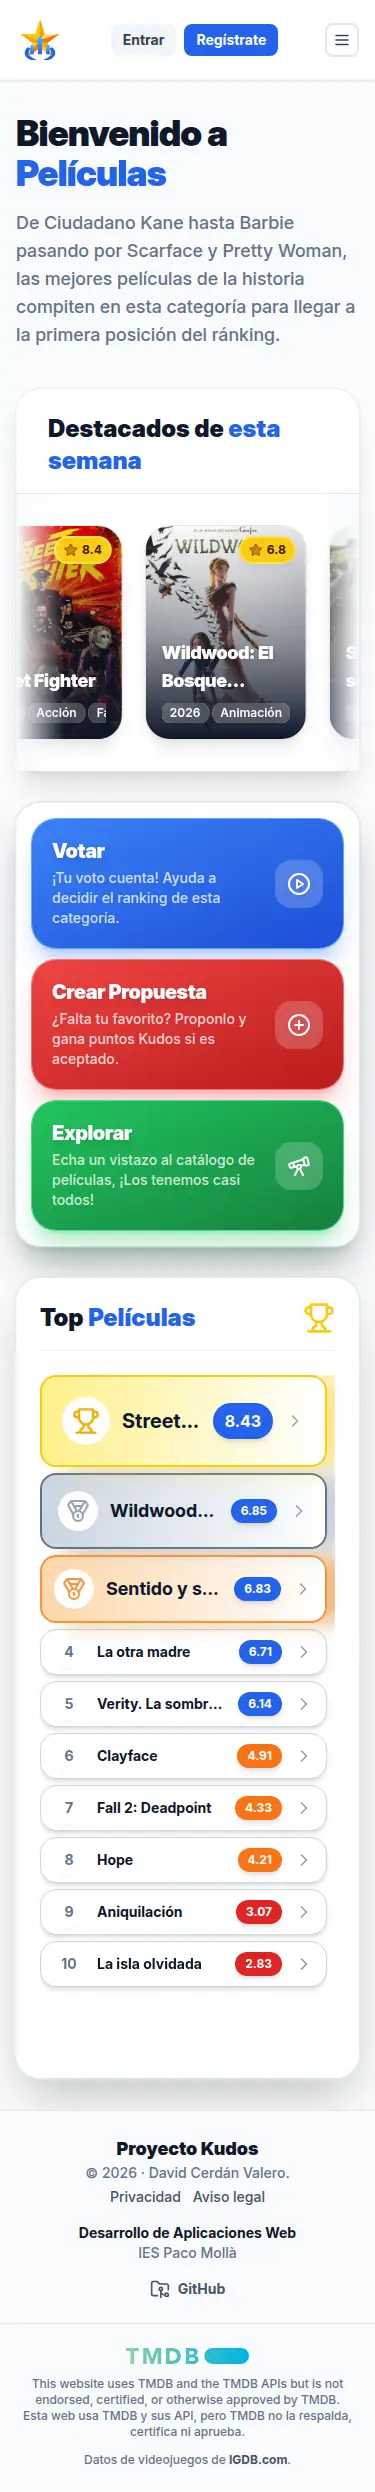 Entrar
Regístrate
Bienvenido a
Películas
De Ciudadano Kane hasta Barbie
pasando por Scarface y Pretty Woman,
las mejores películas de la historia
compiten en esta categoría para llegar a
la primera posición del ránking.
Destacados de esta
semana
8.4
t Fighter
Acción
Fa
WILDW
6.8
Wildwood: El
Bosque...
2026
Animación
S
s
Votar
¡Tu voto cuenta! Ayuda a
decidir el ranking de esta
categoría.
Crear Propuesta
¿Falta tu favorito? Proponlo y
gana puntos Kudos si es
aceptado.
Explorar
Echa un vistazo al catálogo de
películas, ¡Los tenemos casi
todos!
Top Películas
Street...
8.43
Wildwood...
6.85
Sentido y s...
6.83
4 La otra madre 6.71
5 Verity. La sombr... 6.14
6 Clayface 4.91
7 Fall 2: Deadpoint 4.33
8 Hope 4.21
9 Aniquilación 3.07
10 La isla olvidada 2.83
Proyecto Kudos
© 2026 · David Cerdán Valero.
Privacidad Aviso legal
Desarrollo de Aplicaciones Web
IES Paco Mollà
GitHub
TMDB
This website uses TMDB and the TMDB APIs but is not
endorsed, certified, or otherwise approved by TMDB.
Esta web usa TMDB y sus API, pero TMDB no la respalda,
certifica ni aprueba.
Datos de videojuegos de IGDB.com.